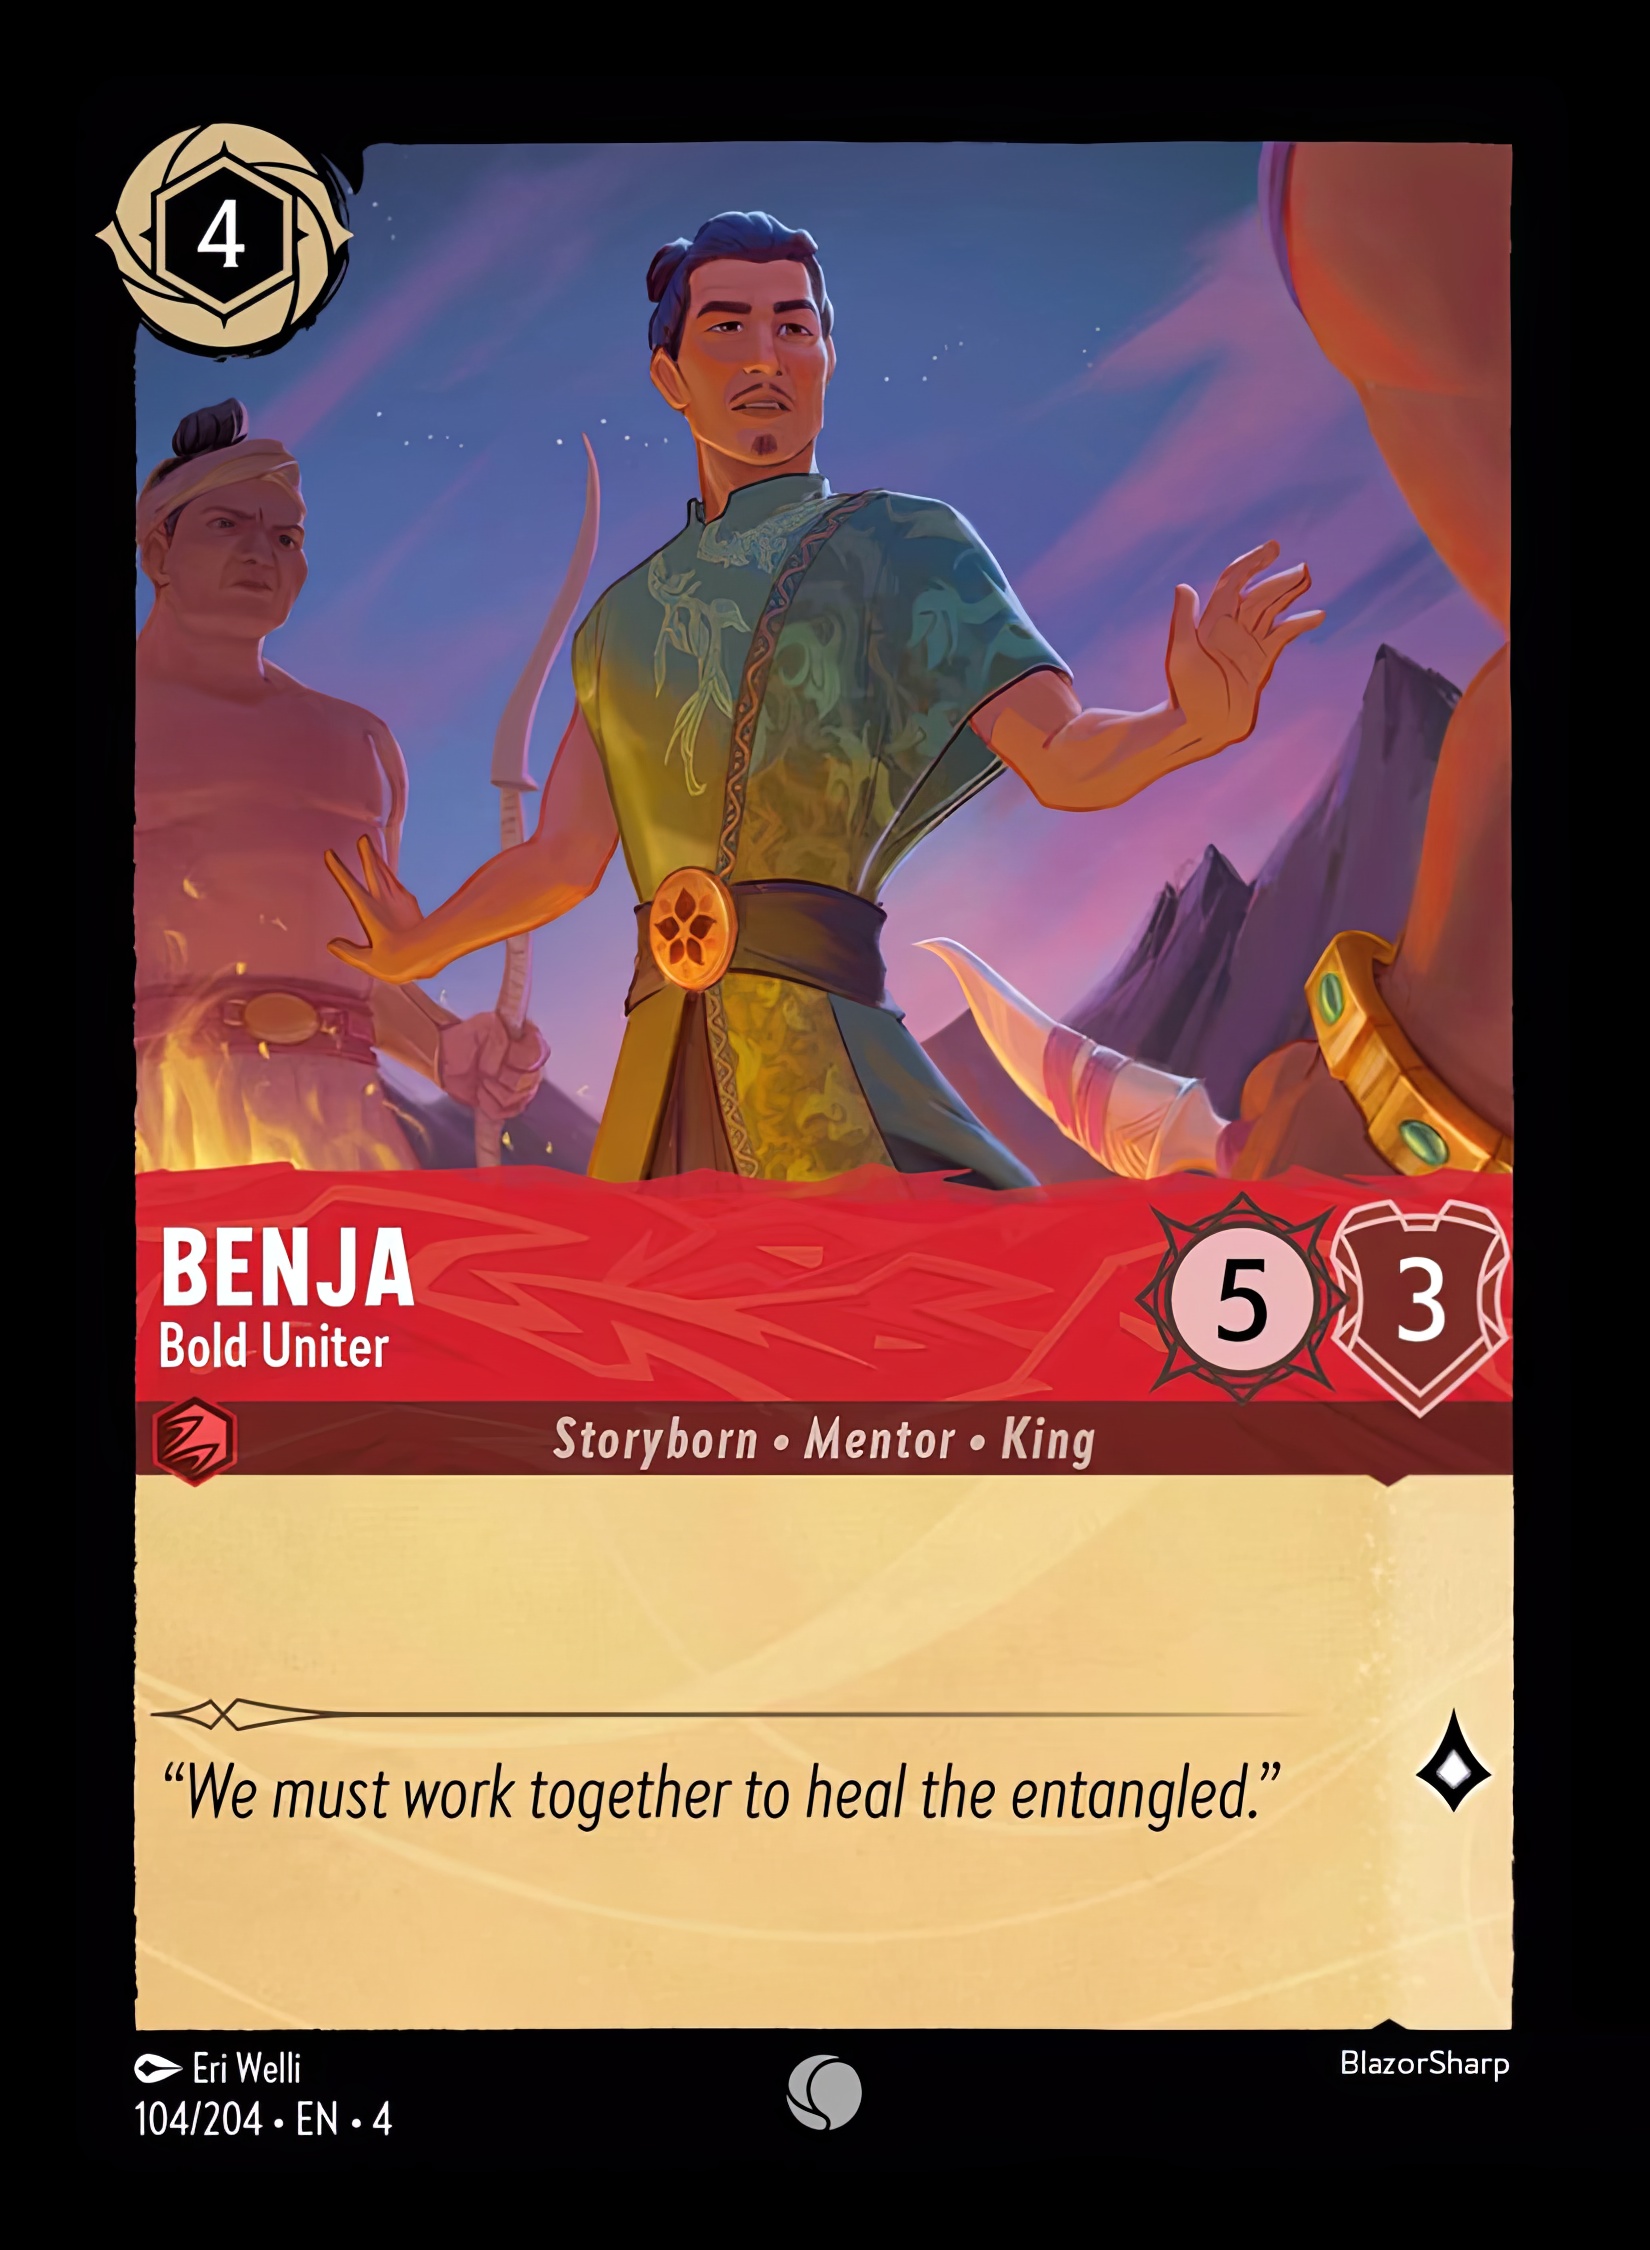 4
BENJA
Bold Uniter
5
3
Storyborn • Mentor • King
“We must work together to heal the entangled.”
Eri Welli
104/204 • EN • 4
BlazorSharp